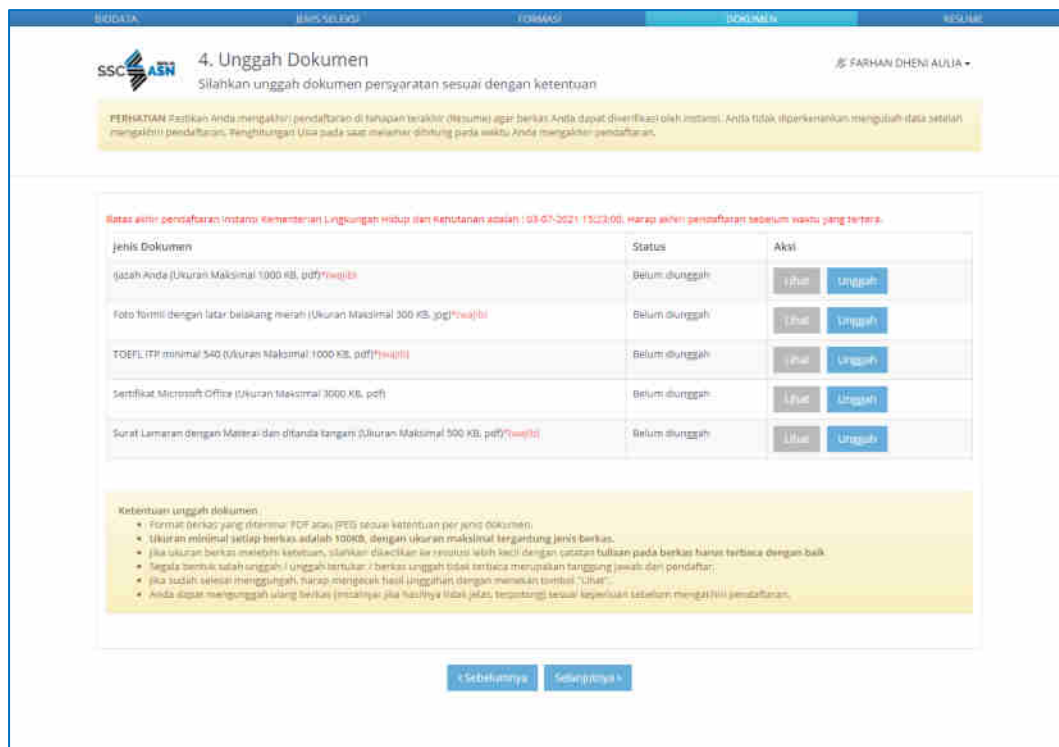 BIODATA JENIS SELEKSI FORMASI DOKUMEN RESUME
SSC ASN
4. Unggah Dokumen
FARHAN DHENI AULIA
Silahkan unggah dokumen persyaratan sesuai dengan ketentuan
PERHATIAN Pastikan Anda mengakhiri pendaftaran di tahapan terakhir (Resume) agar berkas Anda dapat diverifikasi oleh instansi. Anda tidak diperkenankan mengubah data setelah
mengakhiri pendaftaran. Penghitungan Usia pada saat melamar dihitung pada waktu Anda mengakhiri pendaftaran.
Batas akhir pendaftaran Instansi Kementerian Lingkungan Hidup dan Kehutanan adalah : 03-07-2021 15:23:00. Harap akhiri pendaftaran sebelum waktu yang tertera.
Jenis Dokumen Status Aksi
Ijazah Anda (Ukuran Maksimal 1000 KB, pdf)*(wajib) Belum diunggah Lihat Unggah
Foto formil dengan latar belakang merah (Ukuran Maksimal 300 KB, jpg)*(wajib) Belum diunggah Lihat Unggah
TOEFL ITP minimal 540 (Ukuran Maksimal 1000 KB, pdf)*(wajib) Belum diunggah Lihat Unggah
Sertifikat Microsoft Office (Ukuran Maksimal 3000 KB, pdf) Belum diunggah Lihat Unggah
Surat Lamaran dengan Materai dan ditanda tangani (Ukuran Maksimal 500 KB, pdf)*(wajib) Belum diunggah Lihat Unggah
Ketentuan unggah dokumen
Format berkas yang diterima PDF atau JPEG sesuai ketentuan per jenis dokumen.
Ukuran minimal setiap berkas adalah 100KB, dengan ukuran maksimal tergantung jenis berkas.
Jika ukuran berkas melebihi ketetuan, silahkan dikecilkan ke resolusi lebih kecil dengan catatan tulisan pada berkas harus terbaca dengan baik
Segala bentuk salah unggah / unggah tertukar / berkas unggah tidak terbaca merupakan tanggung jawab dari pendaftar.
Jika sudah selesai menggungah, harap mengecek hasil unggahan dengan menekan tombol "Lihat".
Anda dapat mengunggah ulang berkas (misalnya: jika hasilnya tidak jelas, terpotong) sesuai keperluan sebelum mengakhiri pendaftaran.
< Sebelumnya Selanjutnya >